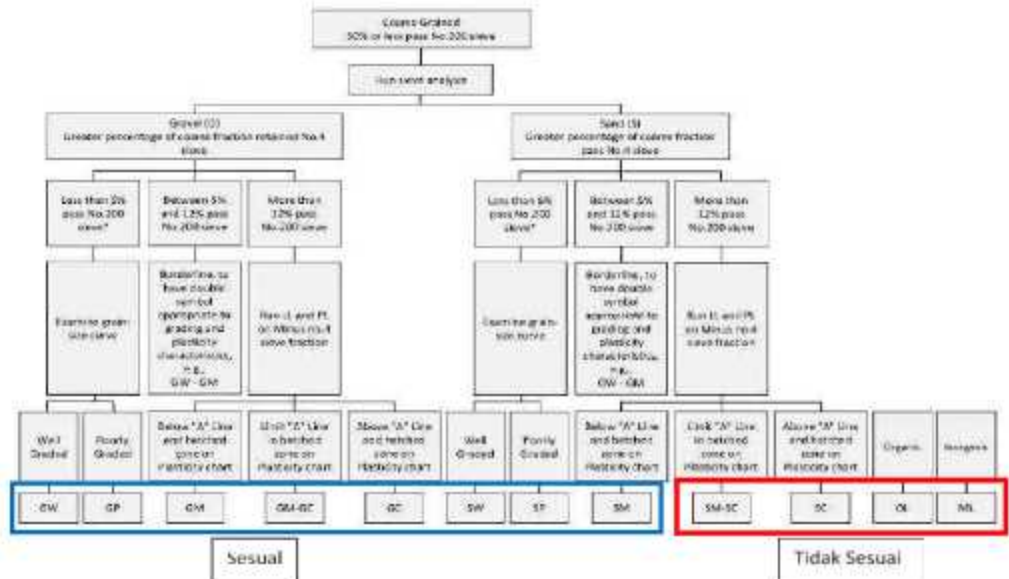 Coarse Grained
50% or less pass No.200 sieve
Run sieve analysis
Gravel (G)
Greater percentage of coarse fraction retained No.4
sieve
Sand (S)
Greater percentage of coarse fraction
pass No.4 sieve
Less than 5%
pass No.200
sieve*
Between 5%
and 12% pass
No.200 sieve
More than
12% pass
No.200 sieve
Less than 5%
pass No.200
sieve*
Between 5%
and 12% pass
No.200 sieve
More than
12% pass
No.200 sieve
Examine grain-
size curve
Borderline, to
have double
symbol
appropriate to
grading and
plasticity
characteristics,
e.g.,
GW - GM
Run LL and PL
on Minus no.4
sieve fraction
Examine grain-
size curve
Borderline, to
have double
symbol
appropriate to
grading and
plasticity
characteristics,
e.g.,
GW - GM
Run LL and PL
on Minus no.4
sieve fraction
Well
Graded
Poorly
Graded
Below "A" Line
and hatched
zone on
Plasticity chart
Limit "A" Line
in hatched
zone on
Plasticity chart
Above "A" Line
and hatched
zone on
Plasticity chart
Well
Graded
Poorly
Graded
Below "A" Line
and hatched
zone on
Plasticity chart
Limit "A" Line
in hatched
zone on
Plasticity chart
Above "A" Line
and hatched
zone on
Plasticity chart
Organic
GW
GP
GM
GM-GC
GC
SW
SP
SM
SM-SC
SC
OL
ML
Sesuai
Tidak Sesuai